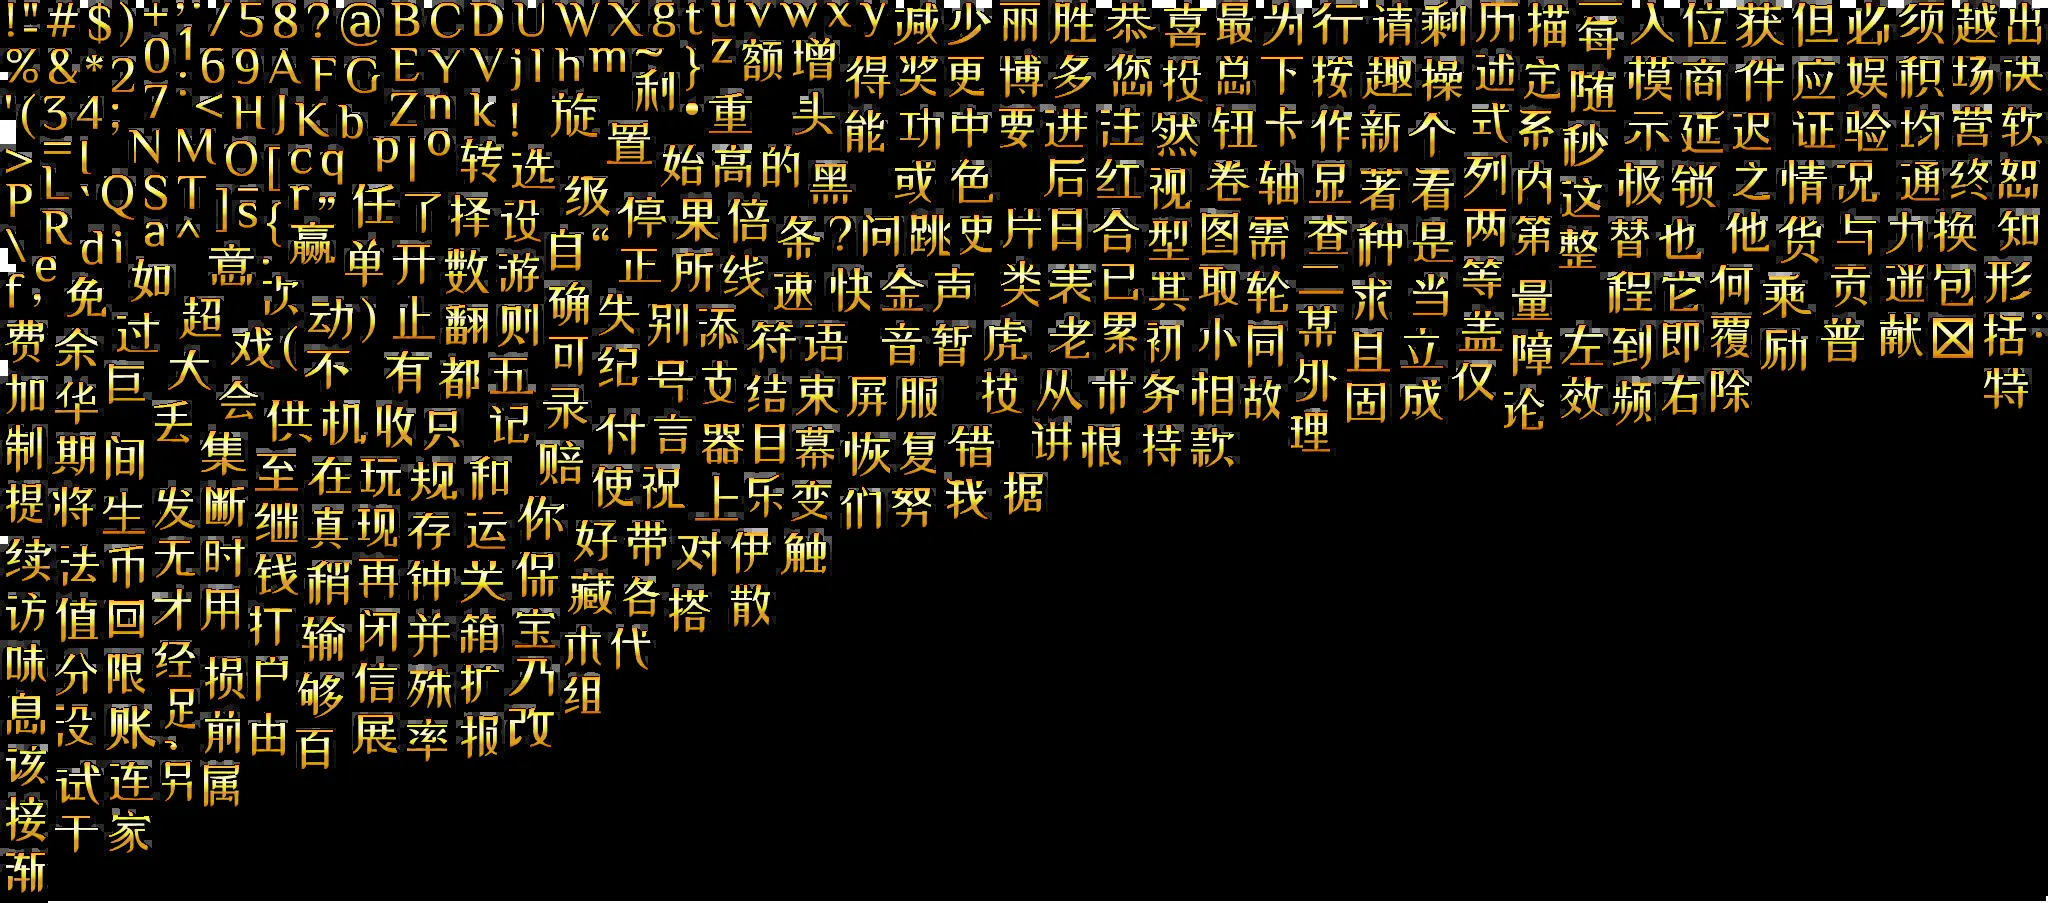 !"#$)+',·/58?@BCDUWXgtuvwxy减少丽胜恭喜最为行请剩历描每入位获但必须越出
%&*20!:69AFGEYVjlhm~}z额增得奖更博多您投总下按趣操述定随模商件应娱积场决
'(34;7.<HJKbZnk!旋利·重头能功中要进注然钮卡作新个式系秒示延迟证验均营软
>=[NMO[cqp|o转选置始高的黑或色后红视卷轴显著看列内这极锁之情况通终恕
PL`QST]s{r"任了择设级停果倍条?问跳史片日合型图需查种是两第整替也他货与力换知
\Redia^意:赢单开数游自“正所线速快金声类表已其取轮二求当等量程它何乘贡递包形
f,e免如超次动)止翻则确失别添符语音暂虎老累初小同某且立盖障左到即覆励普献括:
费余过大戏(不有都五可纪号支结束屏服技从市务相故外固成仅论效频右除特
加华巨丢会供机收只记录付言器目幕恢复错讲根持款理
制期间集至在玩规和赔使祝上乐变们努我据
提将生发断继真现存运你好带对伊触
续法币无时钱稍再钟关保藏各搭散
访值回才用打输闭并箱宝木代
味分限经损户够信殊扩乃组
息没账足、前由百展率报改
该试连另属
接干家
渐